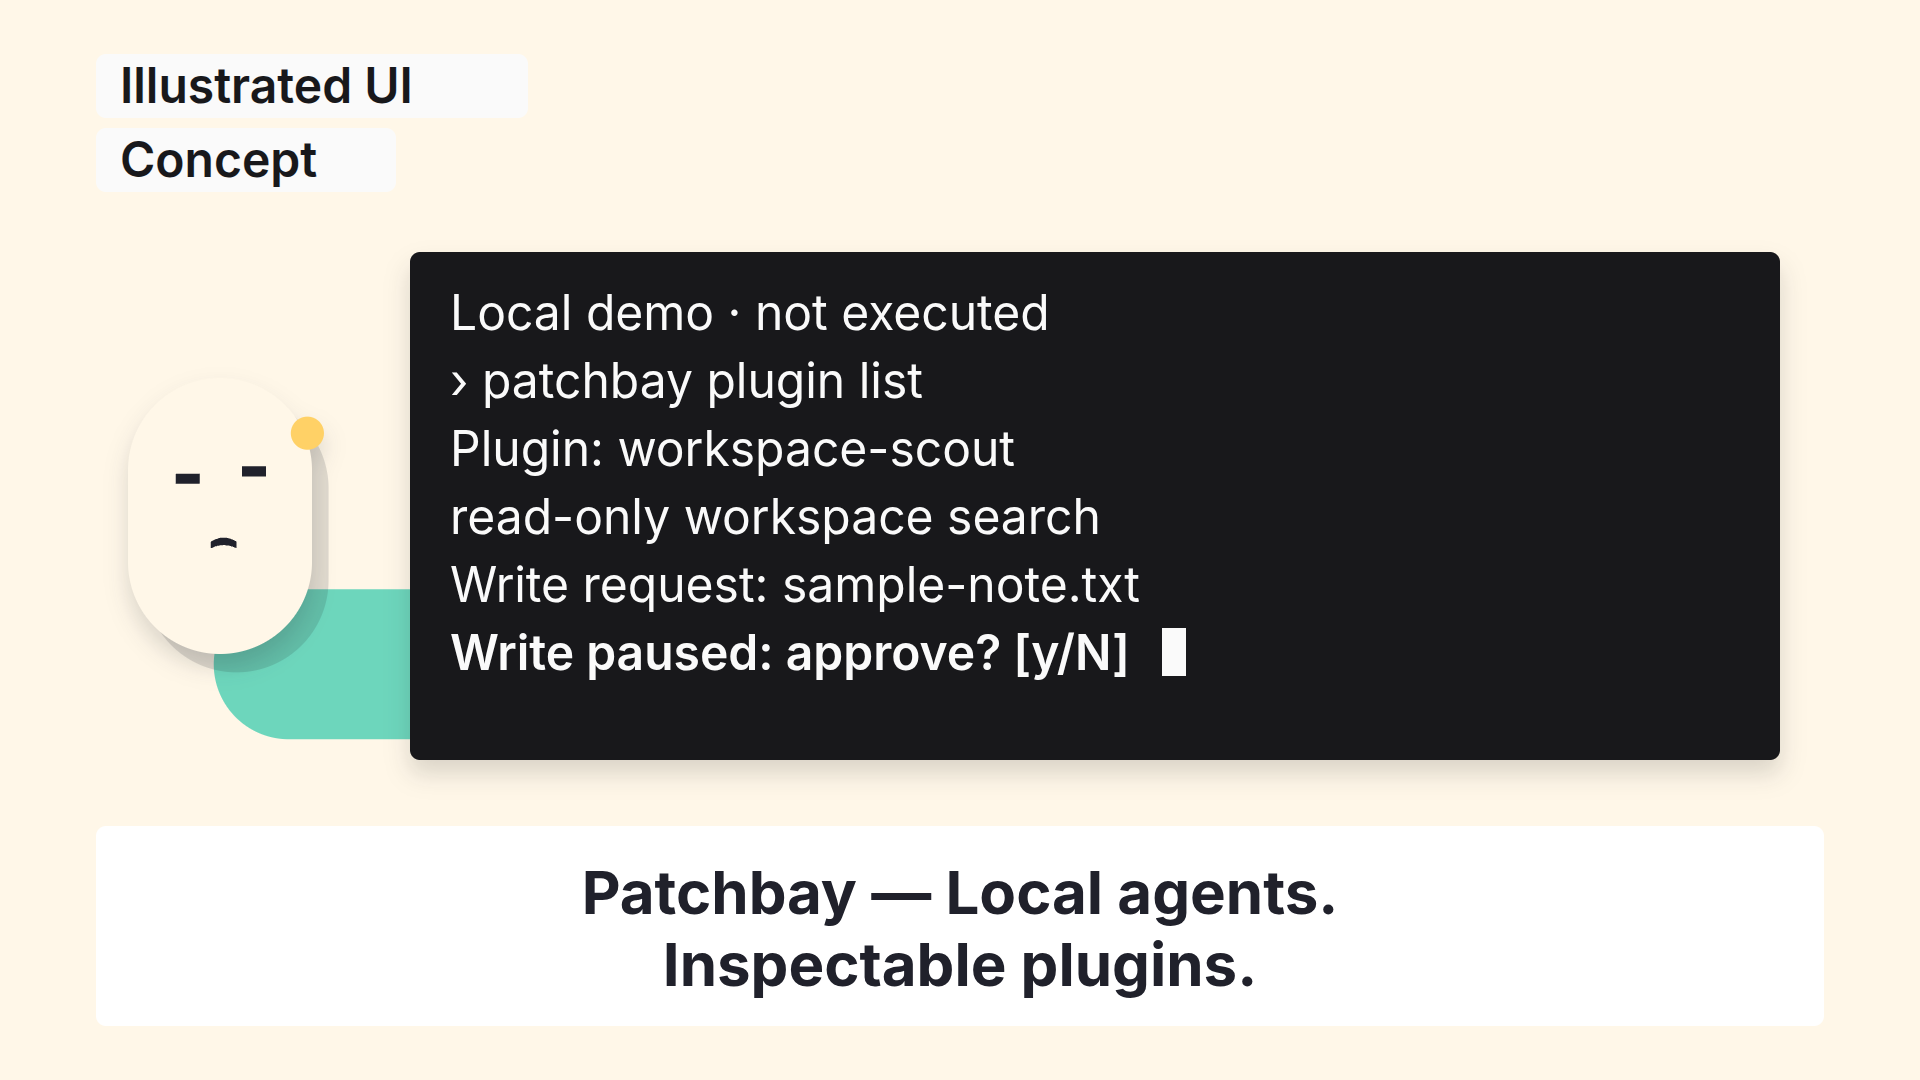 Illustrated UI
Concept
Local demo · not executed
› patchbay plugin list
Plugin: workspace-scout
read-only workspace search
Write request: sample-note.txt
Write paused: approve? [y/N]
Patchbay — Local agents.
Inspectable plugins.